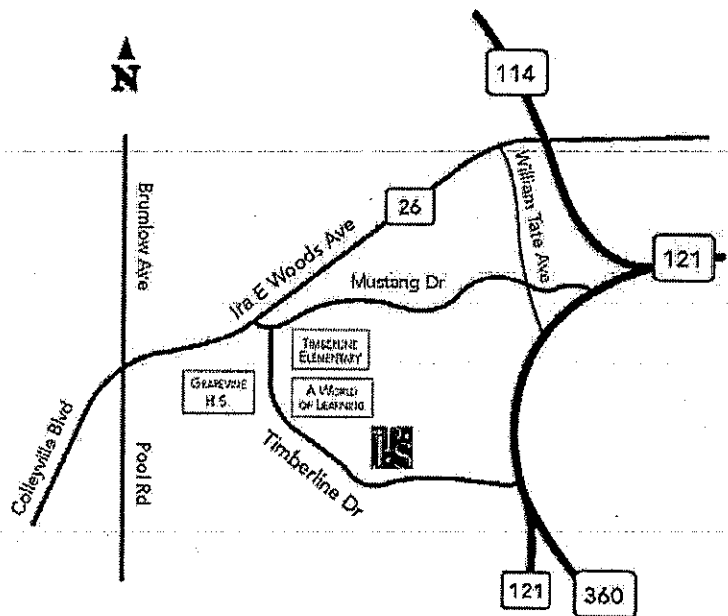 114
N
26
William Tate Ave
Brumlow Ave
121
Ira E Woods Ave
Mustang Dr
TIMBERLINE
ELEMENTARY
GRAPEVINE
H.S.
A WORLD
OF LEARNING
Colleyville Blvd
Pool Rd
Timberline Dr
121
360